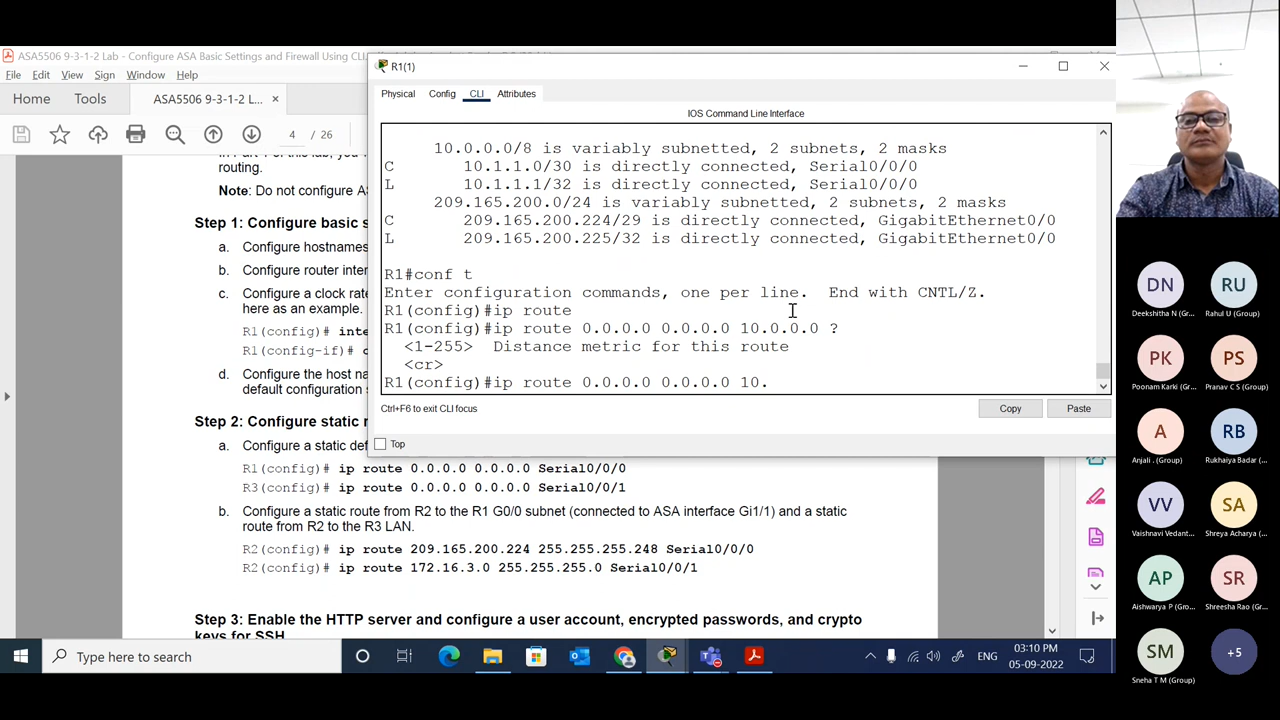 ASA5506 9-3-1-2 Lab - Configure ASA Basic Settings and Firewall Using CLI
File Edit View Sign Window Help
Home Tools ASA5506 9-3-1-2 L... ×
4 / 26
routing.
Note: Do not configure AS
Step 1: Configure basic s
a. Configure hostnames
b. Configure router inter
c. Configure a clock rate
here as an example.
R1(config)# inte
R1(config-if)# c
d. Configure the host na
default configuration s
Step 2: Configure static r
a. Configure a static def
R1(config)# ip route 0.0.0.0 0.0.0.0 Serial0/0/0
R3(config)# ip route 0.0.0.0 0.0.0.0 Serial0/0/1
b. Configure a static route from R2 to the R1 G0/0 subnet (connected to ASA interface Gi1/1) and a static
route from R2 to the R3 LAN.
R2(config)# ip route 209.165.200.224 255.255.255.248 Serial0/0/0
R2(config)# ip route 172.16.3.0 255.255.255.0 Serial0/0/1
Step 3: Enable the HTTP server and configure a user account, encrypted passwords, and crypto
keys for SSH
R1(1)
Physical Config CLI Attributes
IOS Command Line Interface
10.0.0.0/8 is variably subnetted, 2 subnets, 2 masks
C 10.1.1.0/30 is directly connected, Serial0/0/0
L 10.1.1.1/32 is directly connected, Serial0/0/0
209.165.200.0/24 is variably subnetted, 2 subnets, 2 masks
C 209.165.200.224/29 is directly connected, GigabitEthernet0/0
L 209.165.200.225/32 is directly connected, GigabitEthernet0/0
R1#conf t
Enter configuration commands, one per line. End with CNTL/Z.
R1(config)#ip route
R1(config)#ip route 0.0.0.0 0.0.0.0 10.0.0.0 ?
<1-255> Distance metric for this route
<cr>
R1(config)#ip route 0.0.0.0 0.0.0.0 10.
Ctrl+F6 to exit CLI focus
Copy Paste
Top
Type here to search
ENG
03:10 PM
05-09-2022
DN
Deekshitha N (Gr...
RU
Rahul U (Group)
PK
Poonam Karki (Group)
PS
Pranav C S (Group)
A
Anjali . (Group)
RB
Rukhaiya Badar (Group)
VV
Vaishnavi Vedant...
SA
Shreya Acharya (Group)
AP
Aishwarya P (Gro...
SR
Shreesha Rao (Gr...
SM
Sneha T M (Group)
+5